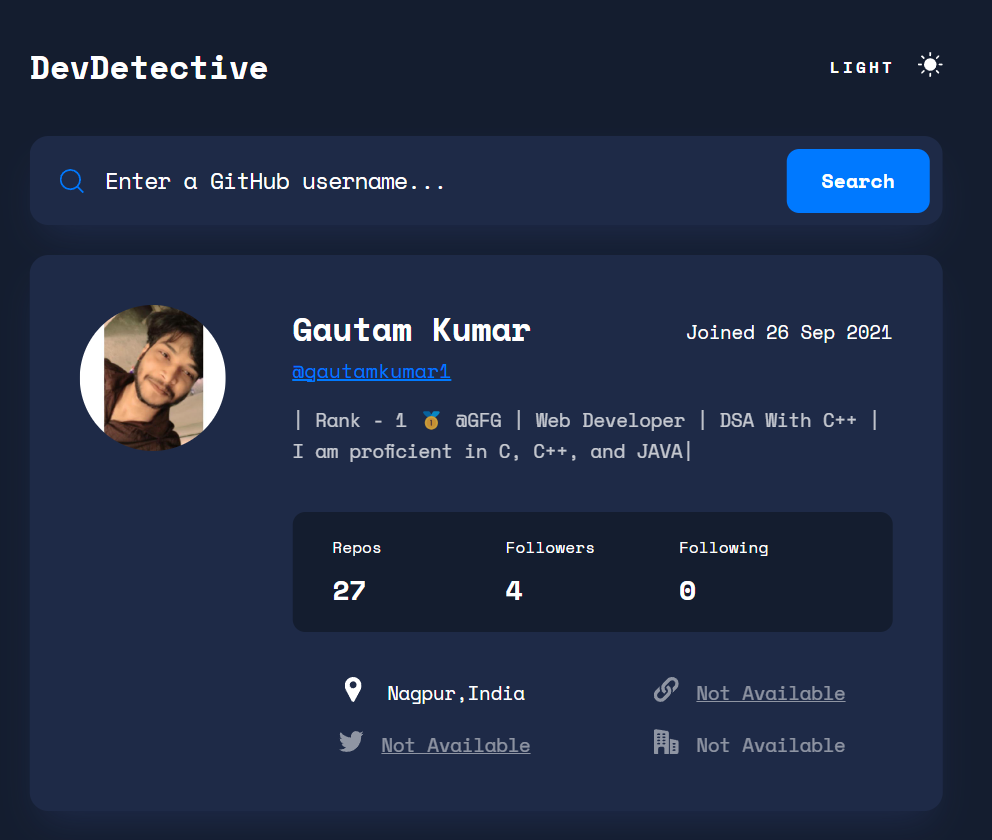 DevDetective
LIGHT
Enter a GitHub username...
Search
Gautam Kumar
Joined 26 Sep 2021
@gautamkumar1
| Rank - 1 🥇 @GFG | Web Developer | DSA With C++ |
I am proficient in C, C++, and JAVA|
Repos Followers Following
27 4 0
Nagpur,India Not Available
Not Available Not Available